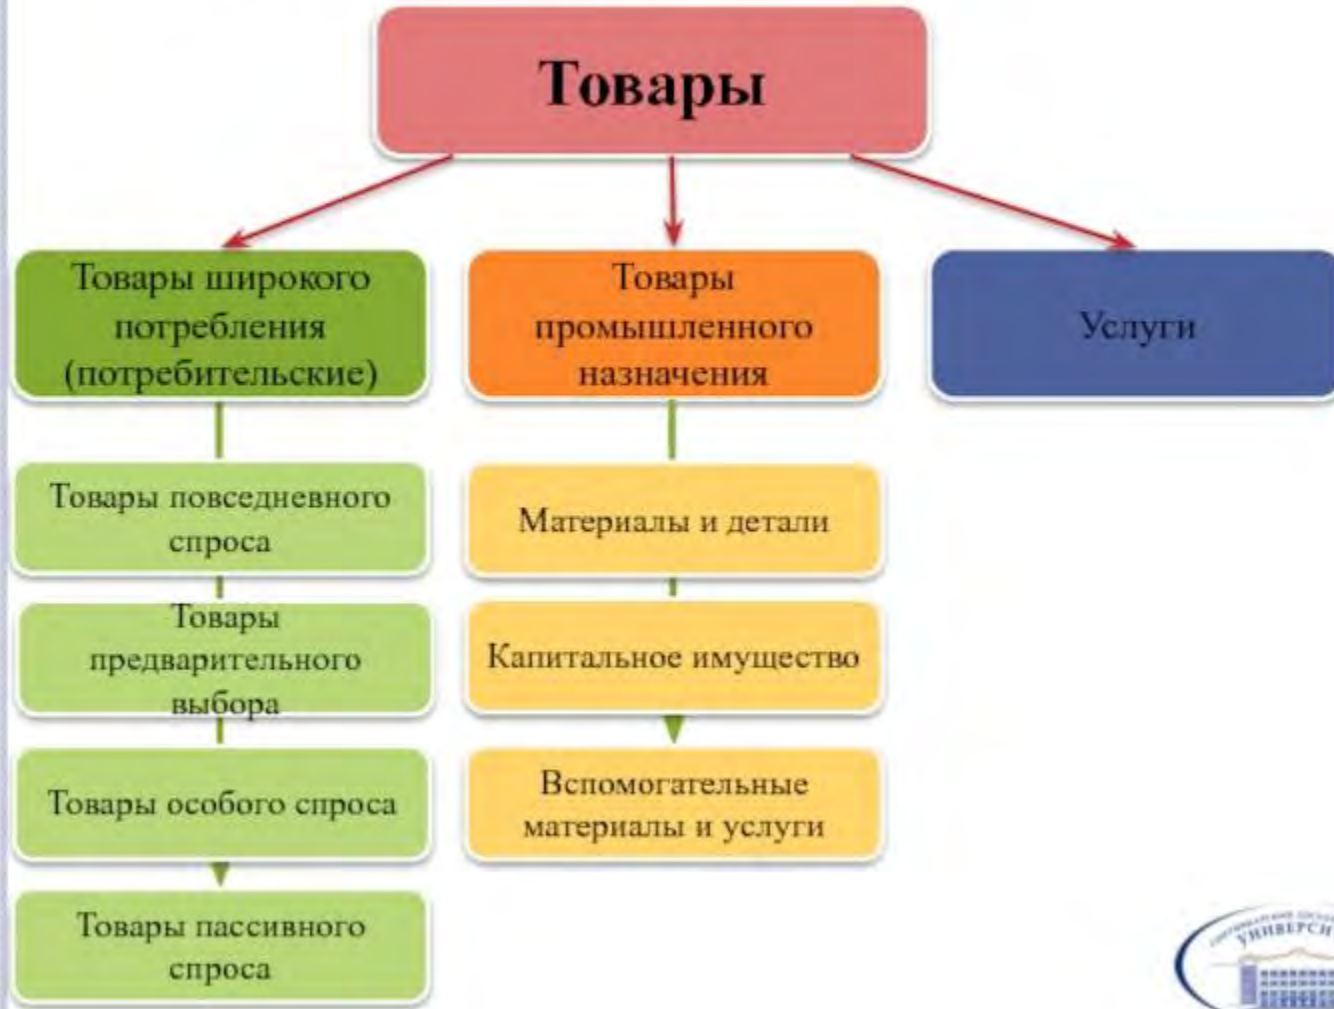 Товары
Товары широкого
потребления
(потребительские)
Товары
промышленного
назначения
Услуги
Товары повседневного
спроса
Товары
предварительного
выбора
Товары особого спроса
Товары пассивного
спроса
Материалы и детали
Капитальное имущество
Вспомогательные
материалы и услуги